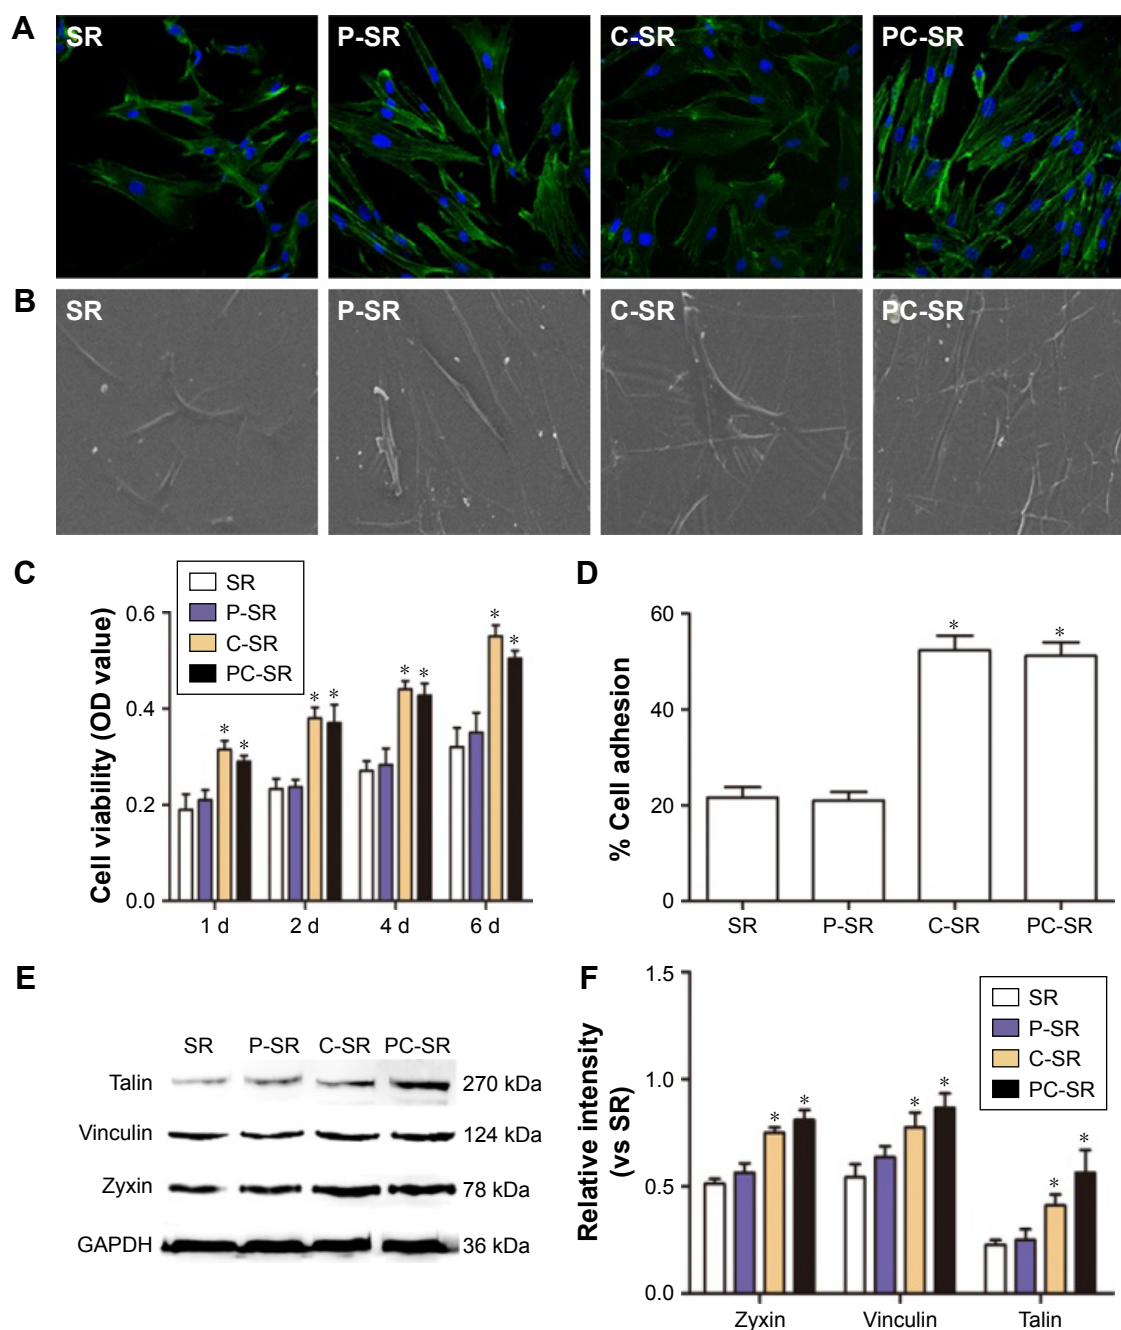 A
SR
P-SR
C-SR
PC-SR
B
SR
P-SR
C-SR
PC-SR
C
SR
P-SR
C-SR
PC-SR
Cell viability (OD value)
0.6
0.4
0.2
0.0
* * * * * * * *
1 d 2 d 4 d 6 d
D
% Cell adhesion
60
40
20
0
* *
SR P-SR C-SR PC-SR
E
SR P-SR C-SR PC-SR
Talin 270 kDa
Vinculin 124 kDa
Zyxin 78 kDa
GAPDH 36 kDa
F
Relative intensity
(vs SR)
1.5
1.0
0.5
0.0
SR
P-SR
C-SR
PC-SR
* * * * * *
Zyxin Vinculin Talin